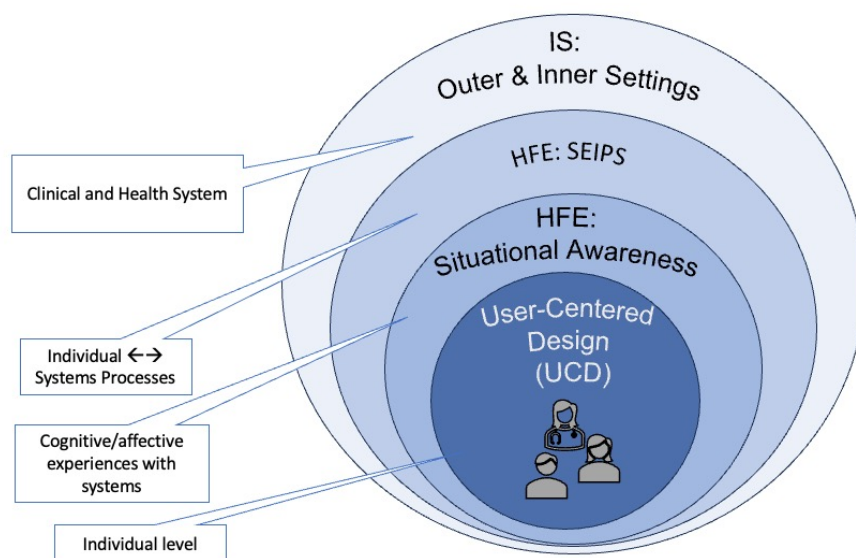 IS:
Outer & Inner Settings
HFE: SEIPS
HFE:
Situational Awareness
User-Centered
Design
(UCD)
Clinical and Health System
Individual ←→
Systems Processes
Cognitive/affective
experiences with
systems
Individual level